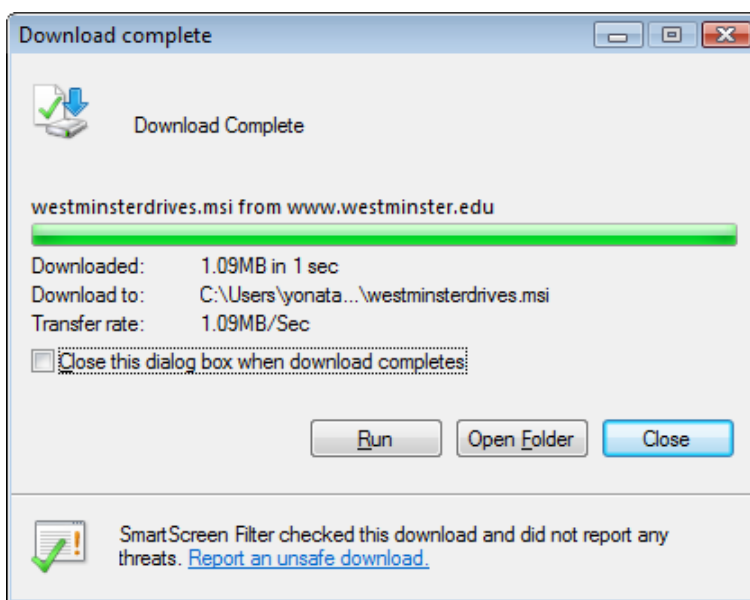 Download complete
Download Complete
westminsterdrives.msi from www.westminster.edu
Downloaded: 1.09MB in 1 sec
Download to: C:\Users\yonata...\westminsterdrives.msi
Transfer rate: 1.09MB/Sec
Close this dialog box when download completes
Run Open Folder Close
SmartScreen Filter checked this download and did not report any
threats. Report an unsafe download.